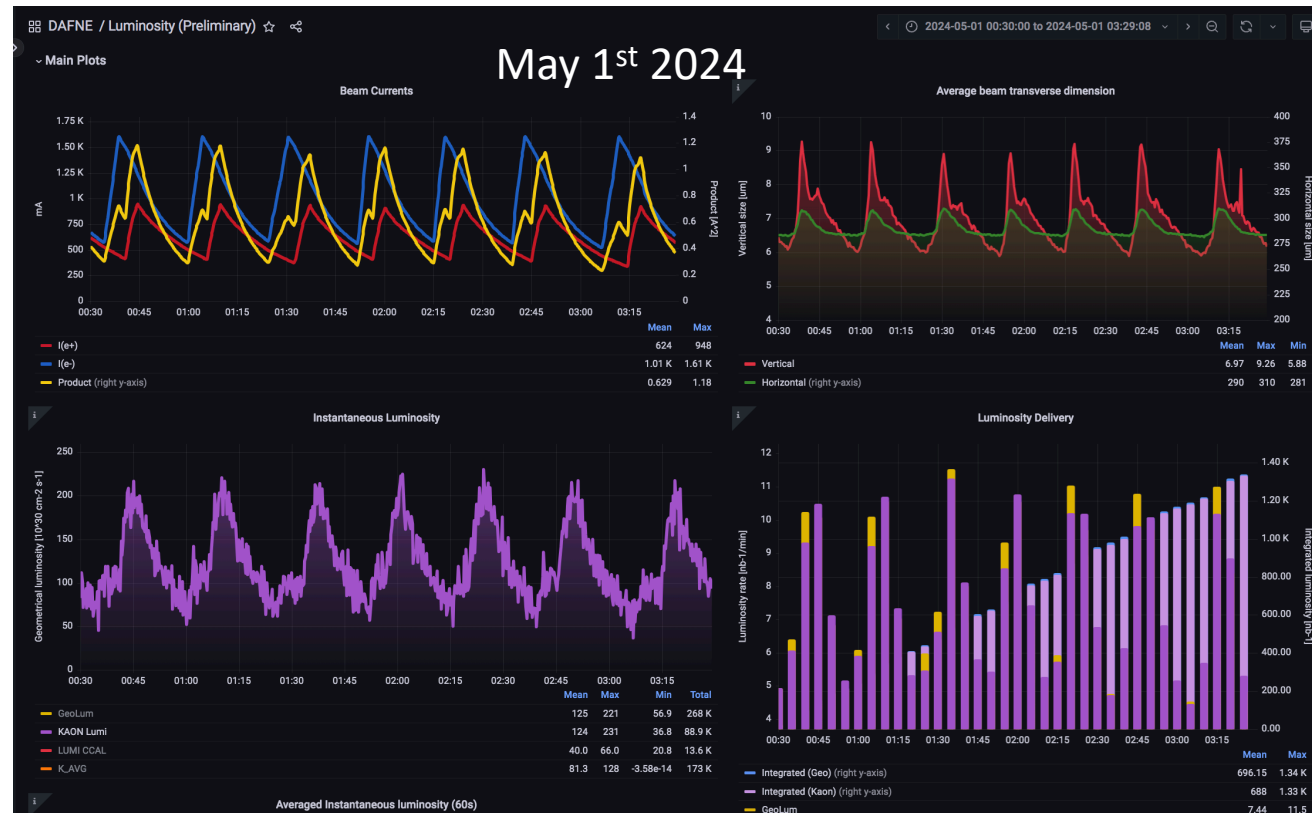 DAFNE / Luminosity (Preliminary)
2024-05-01 00:30:00 to 2024-05-01 03:29:08
Main Plots
May 1st 2024
Beam Currents
1.75 K
1.50 K
1.25 K
1 K
750
500
250
0
mA
1.4
1.2
1
0.8
0.6
0.4
0.2
0
Product [A^2]
00:30 00:45 01:00 01:15 01:30 01:45 02:00 02:15 02:30 02:45 03:00 03:15
Mean Max
I(e+) 624 948
I(e-) 1.01 K 1.61 K
Product (right y-axis) 0.629 1.18
Average beam transverse dimension
10
9
8
7
6
5
4
Veritical size [um]
400
375
350
325
300
275
250
225
200
Horizontal size [um]
00:30 00:45 01:00 01:15 01:30 01:45 02:00 02:15 02:30 02:45 03:00 03:15
Mean Max Min
Vertical 6.97 9.26 5.88
Horizontal (right y-axis) 290 310 281
Instantaneous Luminosity
250
200
150
100
50
0
Geometrical luminosity [10^30 cm-2 s-1]
00:30 00:45 01:00 01:15 01:30 01:45 02:00 02:15 02:30 02:45 03:00 03:15
Mean Max Min Total
GeoLum 125 221 56.9 268 K
KAON Lumi 124 231 36.8 88.9 K
LUMI CCAL 40.0 66.0 20.8 13.6 K
K_AVG 81.3 128 -3.58e-14 173 K
Luminosity Delivery
12
11
10
9
8
7
6
5
4
Luminosity rate [nb-1/min]
1.40 K
1.20 K
1.00 K
800.00
600.00
400.00
200.00
0.00
Integrated luminosity [nb-1]
00:30 00:45 01:00 01:15 01:30 01:45 02:00 02:15 02:30 02:45 03:00 03:15
Mean Max
Integrated (Geo) (right y-axis) 696.15 1.34 K
Integrated (Kaon) (right y-axis) 688 1.33 K
GeoLum 7.44 11.5
Averaged Instantaneous luminosity (60s)